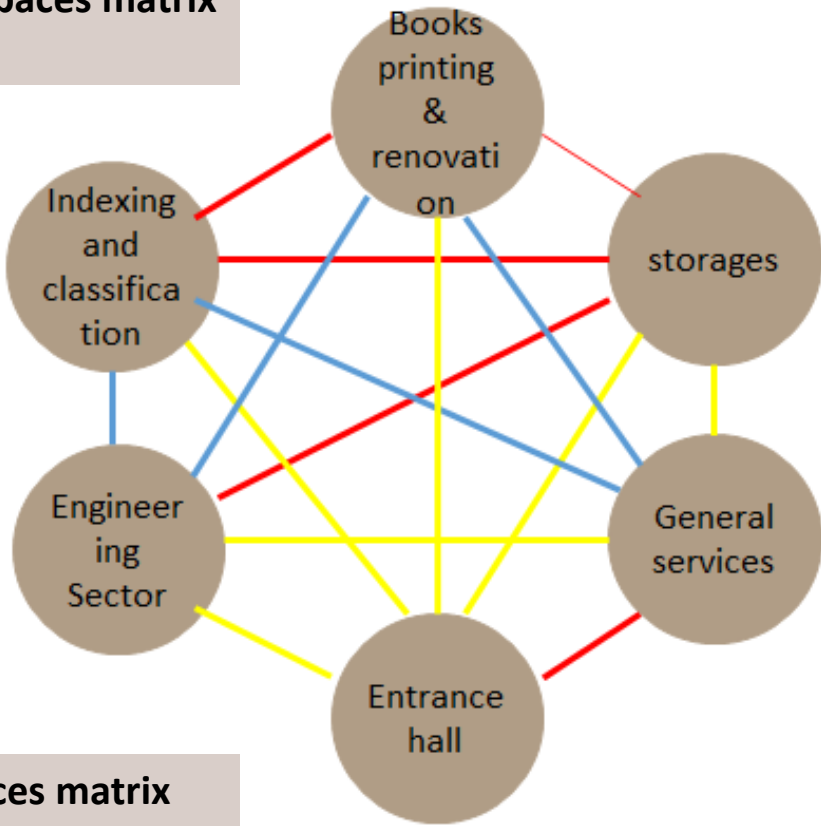 paces matrix
Books
printing
&
renovati
on
Indexing
and
classifica
tion
storages
Engineer
ing
Sector
General
services
Entrance
hall
ces matrix